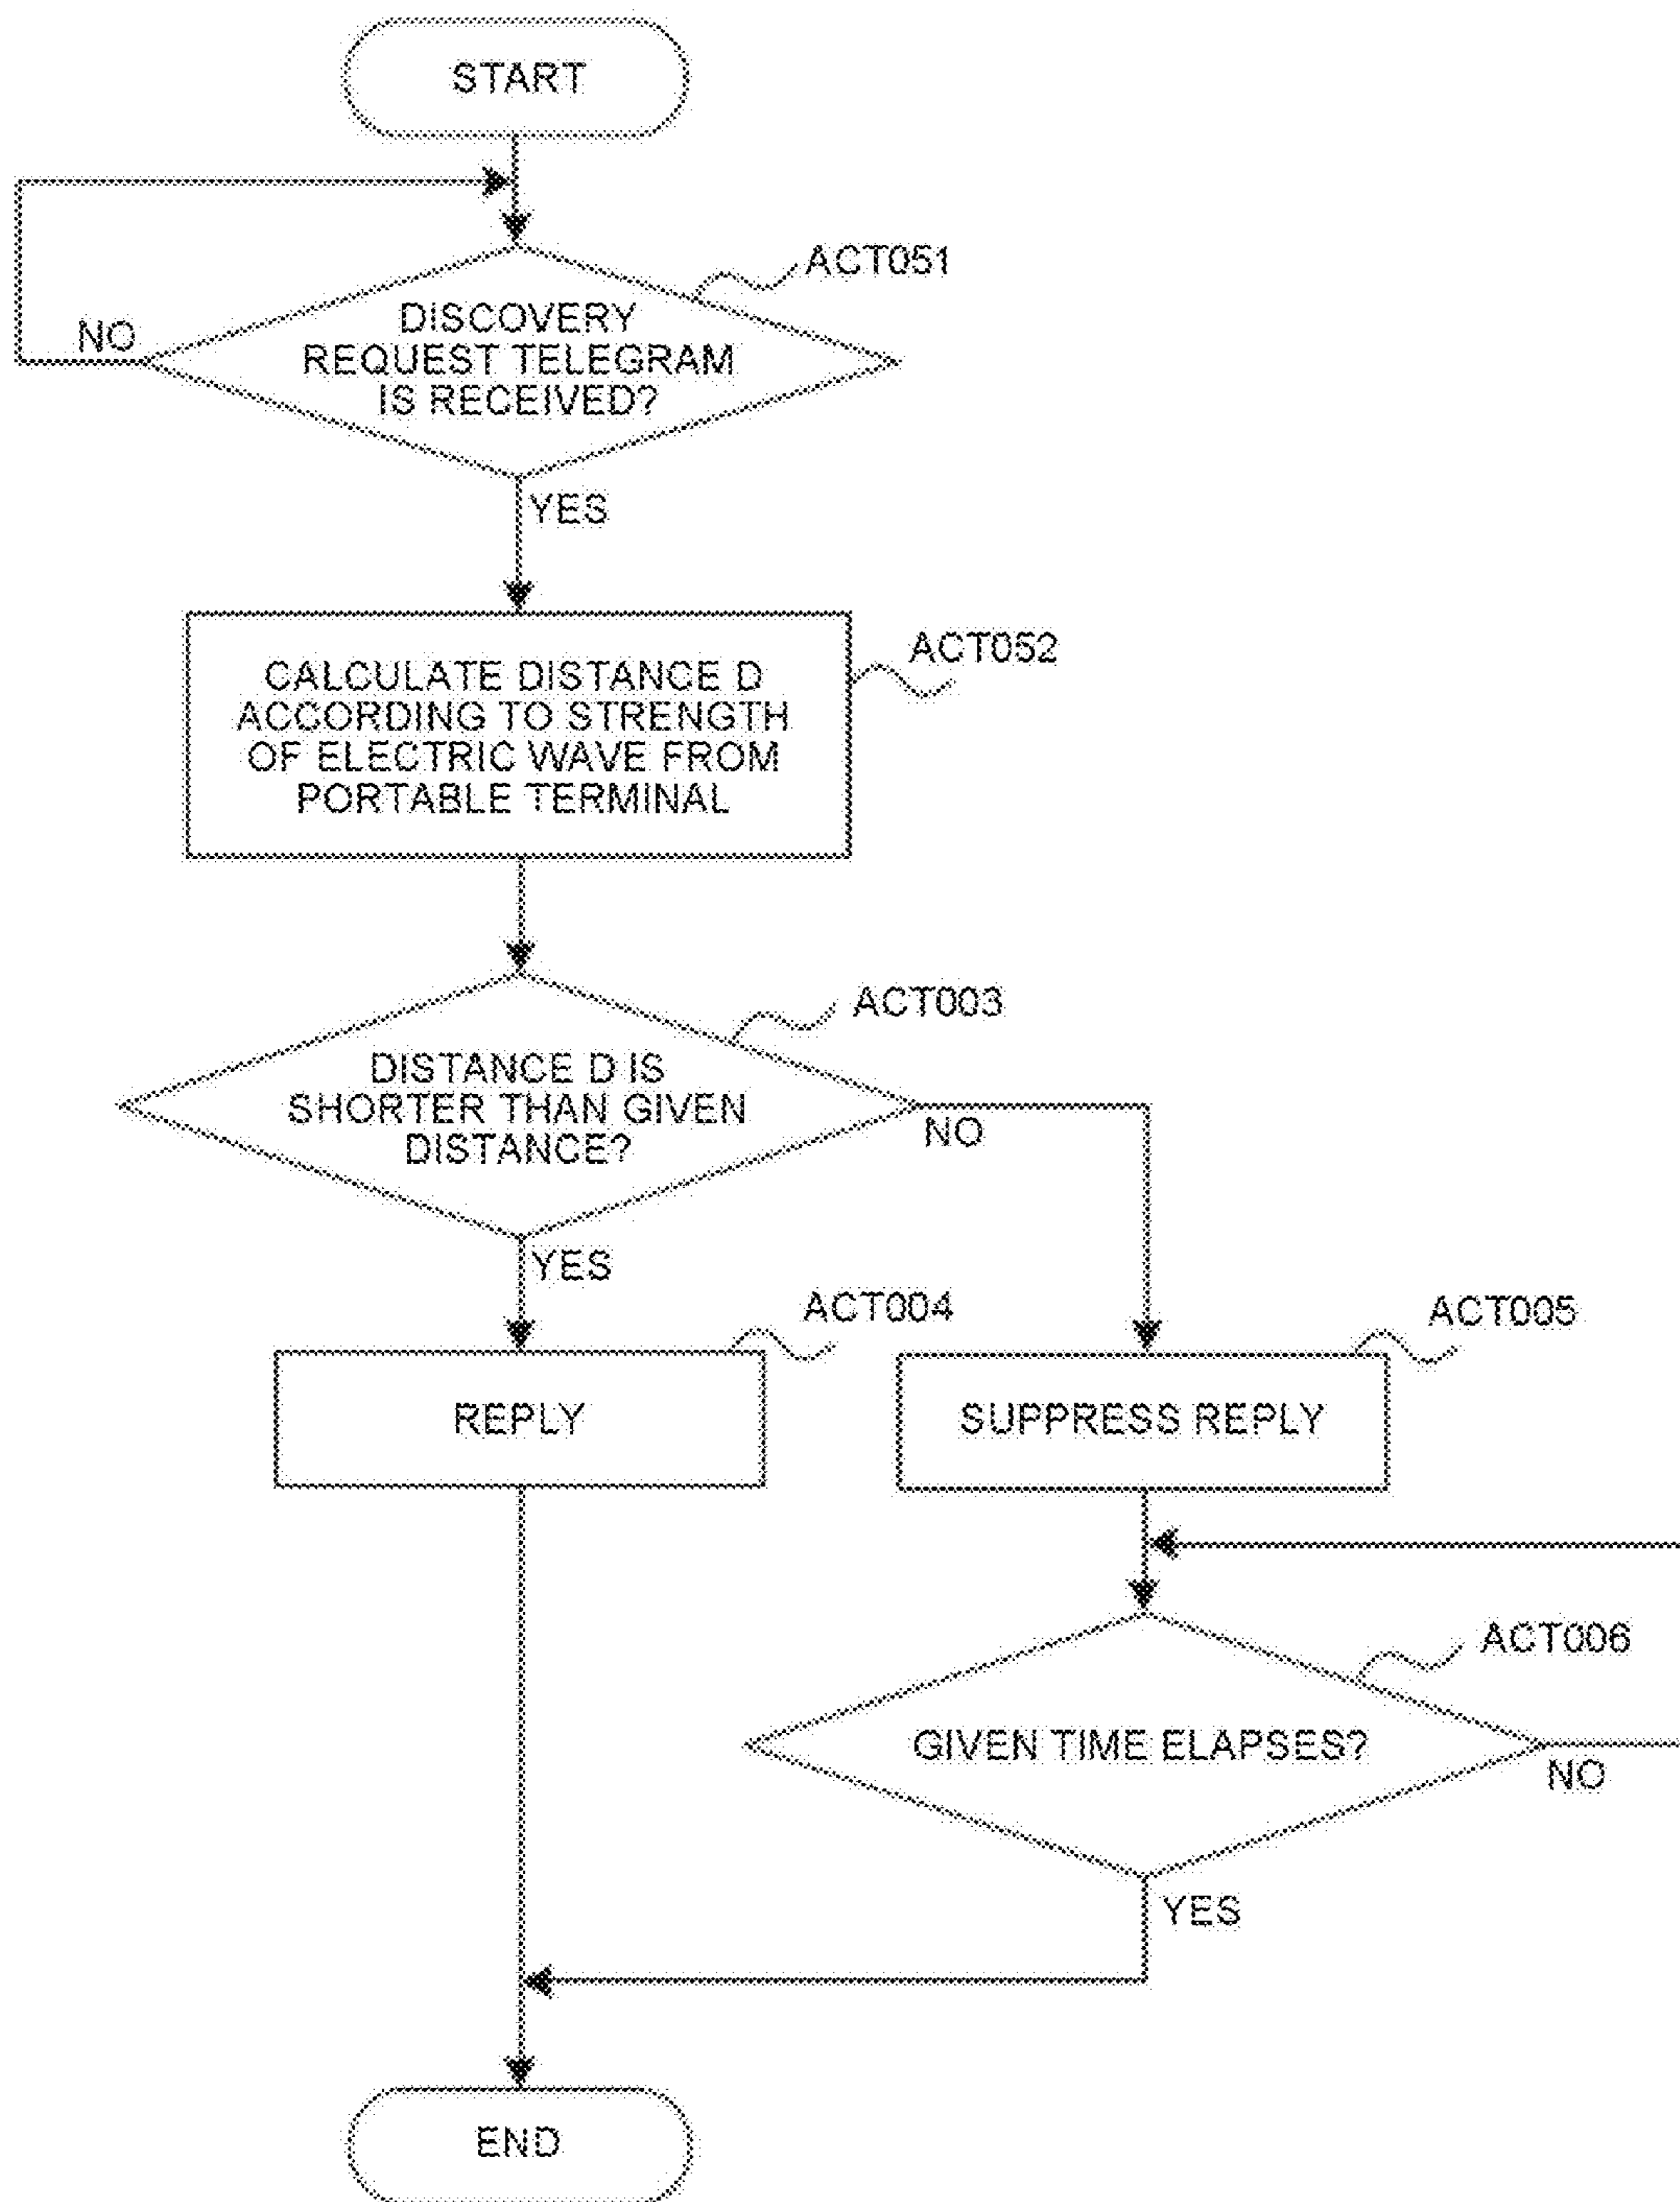 START
ACT051
DISCOVERY
REQUEST TELEGRAM
IS RECEIVED?
NO
YES
ACT052
CALCULATE DISTANCE D
ACCORDING TO STRENGTH
OF ELECTRIC WAVE FROM
PORTABLE TERMINAL
ACT003
DISTANCE D IS
SHORTER THAN GIVEN
DISTANCE?
NO
YES
ACT004
ACT005
REPLY
SUPPRESS REPLY
ACT006
GIVEN TIME ELAPSES?
NO
YES
END